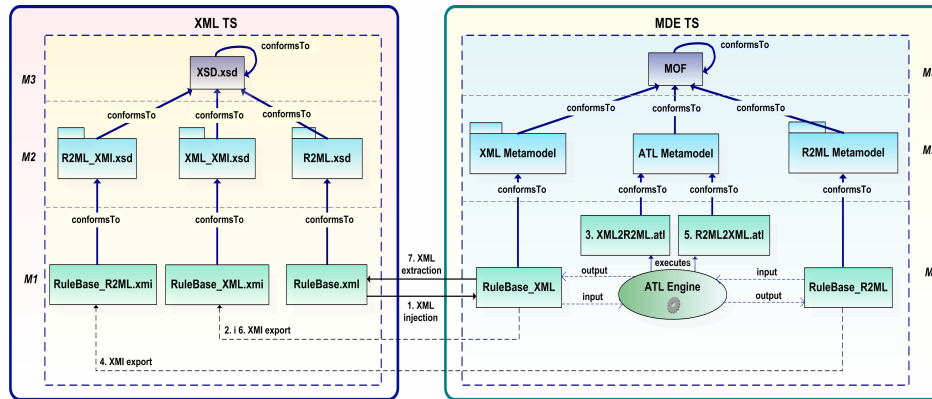 XML TS
MDE TS
conformsTo
conformsTo
M3
XSD.xsd
MOF
M
conformsTo
conformsTo
conformsTo
conformsTo
conformsTo
conformsTo
M2
R2ML_XMI.xsd
XML_XMI.xsd
R2ML.xsd
XML Metamodel
ATL Metamodel
R2ML Metamodel
M
conformsTo
conformsTo
conformsTo
conformsTo
conformsTo
conformsTo
conformsTo
3. XML2R2ML.atl
5. R2ML2XML.atl
7. XML
extraction
output
executes
input
M1
RuleBase_R2ML.xmi
RuleBase_XML.xmi
RuleBase.xml
RuleBase_XML
ATL Engine
RuleBase_R2ML
M
input
output
1. XML
injection
2. i 6. XMI export
4. XMI export